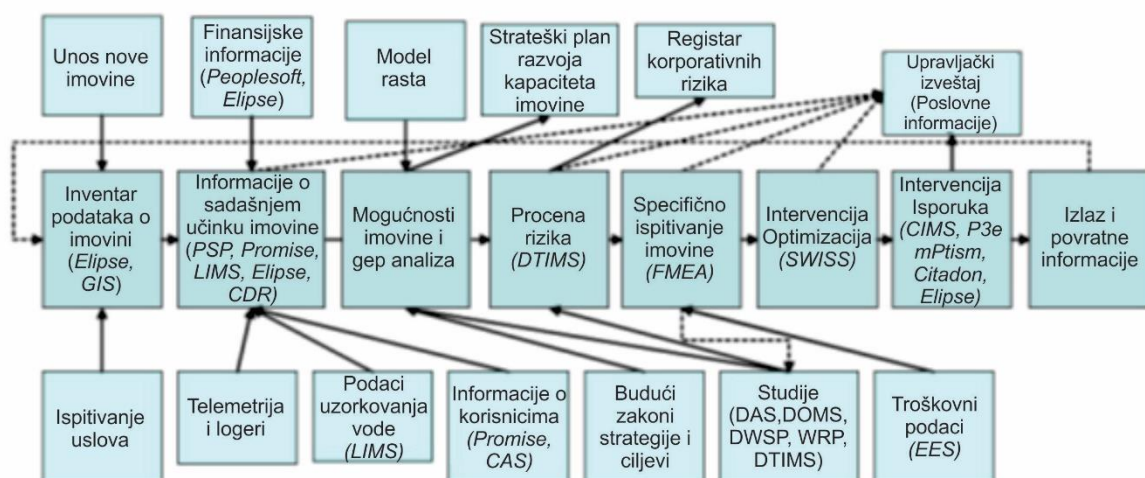 Unos nove
imovine
Finansijske
informacije
(Peoplesoft,
Elipse)
Model
rasta
Strateški plan
razvoja
kapaciteta
imovine
Registar
korporativnih
rizika
Upravljački
izveštaj
(Poslovne
informacije)
Inventar
podataka o
imovini
(Elipse,
GIS)
Informacije o
sadašnjem
učinku imovine
(PSP, Promise,
LIMS, Elipse,
CDR)
Mogućnosti
imovine i
gep analiza
Procena
rizika
(DTIMS)
Specifično
ispitivanje
imovine
(FMEA)
Intervencija
Optimizacija
(SWISS)
Intervencija
Isporuka
(CIMS, P3e
mPtism,
Citadon,
Elipse)
Izlaz i
povratne
informacije
Ispitivanje
uslova
Telemetrija
i logeri
Podaci
uzorkovanja
vode
(LIMS)
Informacije o
korisnicima
(Promise,
CAS)
Budući
zakoni
strategije i
ciljevi
Studije
(DAS,DOMS,
DWSP, WRP,
DTIMS)
Troškovni
podaci
(EES)